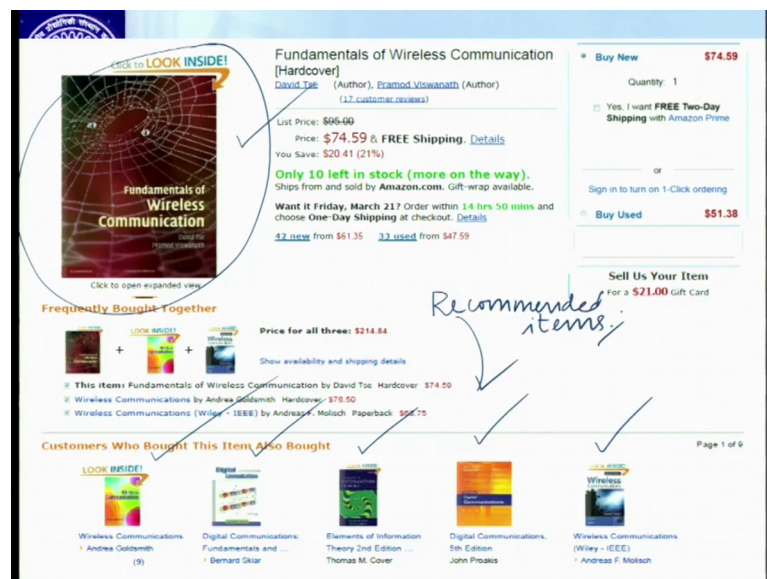 Click to LOOK INSIDE!
Fundamentals of
Wireless
Communication
David Tse
Pramod Viswanath
Click to open expanded view
Fundamentals of Wireless Communication
[Hardcover]
David Tse (Author), Pramod Viswanath (Author)
(17 customer reviews)
List Price: $95.00
Price: $74.59 & FREE Shipping. Details
You Save: $20.41 (21%)
Only 10 left in stock (more on the way).
Ships from and sold by Amazon.com. Gift-wrap available.
Want it Friday, March 21? Order within 14 hrs 50 mins and
choose One-Day Shipping at checkout. Details
42 new from $61.35 33 used from $47.59
Buy New $74.59
Quantity: 1
Yes, I want FREE Two-Day
Shipping with Amazon Prime
or
Sign in to turn on 1-Click ordering
Buy Used $51.38
Sell Us Your Item
For a $21.00 Gift Card
Recommended
items.
Frequently Bought Together
LOOK INSIDE!
Price for all three: $214.84
Show availability and shipping details
This item: Fundamentals of Wireless Communication by David Tse Hardcover
Wireless Communications by Andrea Goldsmith Hardcover
Wireless Communications (Wiley - IEEE) by Andreas F. Molisch Paperback
Customers Who Bought This Item Also Bought Page 1 of 9
LOOK INSIDE!
Wireless Communications
Andrea Goldsmith
(9)
Digital Communications:
Fundamentals and ...
Bernard Sklar
Elements of Information
Theory 2nd Edition ...
Thomas M. Cover
Digital Communications,
5th Edition
John Proakis
Wireless
Wireless Communications
(Wiley - IEEE)
Andreas F. Molisch